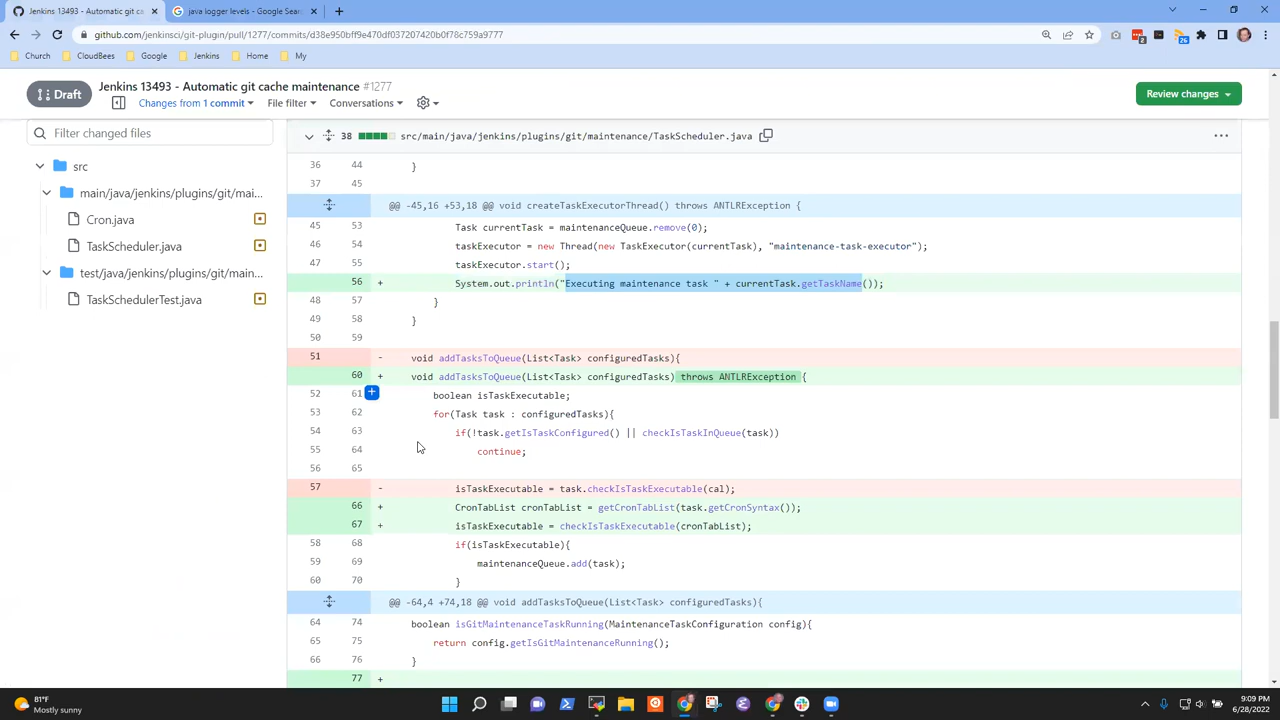 Jenkins 13493 - Automatic git ca
java logger levels - Google Sear
github.com/jenkinsci/git-plugin/pull/1277/commits/d38e950bff9e470df037207420b0f78c759a9777
Church CloudBees Google Jenkins Home My
Draft
Jenkins 13493 - Automatic git cache maintenance #1277
Changes from 1 commit File filter Conversations
Review changes
Filter changed files
src
main/java/jenkins/plugins/git/mai...
Cron.java
TaskScheduler.java
test/java/jenkins/plugins/git/main...
TaskSchedulerTest.java
38 src/main/java/jenkins/plugins/git/maintenance/TaskScheduler.java
36 44 }
37 45
@@ -45,16 +53,18 @@ void createTaskExecutorThread() throws ANTLRException {
45 53 Task currentTask = maintenanceQueue.remove(0);
46 54 taskExecutor = new Thread(new TaskExecutor(currentTask), "maintenance-task-executor");
47 55 taskExecutor.start();
56 + System.out.println("Executing maintenance task " + currentTask.getTaskName());
48 57 }
49 58 }
50 59
51 - void addTasksToQueue(List<Task> configuredTasks){
60 + void addTasksToQueue(List<Task> configuredTasks) throws ANTLRException {
52 61 boolean isExecutable;
53 62 for(Task task : configuredTasks){
54 63 if(!task.getIsTaskConfigured() || checkIsTaskInQueue(task))
55 64 continue;
56 65
57 - isTaskExecutable = task.checkIsTaskExecutable(cal);
66 + CronTabList cronTabList = getCronTabList(task.getCronSyntax());
67 + isTaskExecutable = checkIsTaskExecutable(cronTabList);
58 68 if(isTaskExecutable){
59 69 maintenanceQueue.add(task);
60 70 }
@@ -64,4 +74,18 @@ void addTasksToQueue(List<Task> configuredTasks){
64 74 boolean isGitMaintenanceTaskRunning(MaintenanceTaskConfiguration config){
65 75 return config.getIsGitMaintenanceRunning();
66 76 }
77 +
81°F
Mostly sunny
9:09 PM
6/28/2022